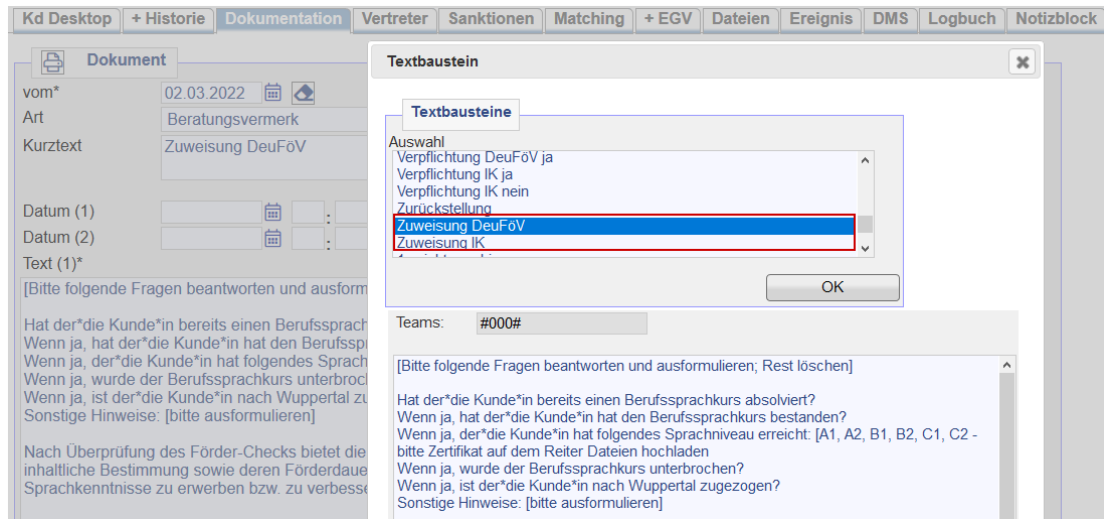 Kd Desktop + Historie Dokumentation Vertreter Sanktionen Matching + EGV Dateien Ereignis DMS Logbuch Notizblock
Dokument
vom* 02.03.2022
Art Beratungsvermerk
Kurztext Zuweisung DeuFöV
Datum (1) :
Datum (2) :
Text (1)*
[Bitte folgende Fragen beantworten und ausform
Hat der*die Kunde*in bereits einen Berufssprach
Wenn ja, hat der*die Kunde*in hat den Berufsspr
Wenn ja, der*die Kunde*in hat folgendes Sprach
Wenn ja, wurde der Berufssprachkurs unterbroch
Wenn ja, ist der*die Kunde*in nach Wuppertal zu
Sonstige Hinweise: [bitte ausformulieren]
Nach Überprüfung des Förder-Checks bietet die
inhaltliche Bestimmung sowie deren Förderdaue
Sprachkenntnisse zu erwerben bzw. zu verbesse
Textbaustein
Textbausteine
Auswahl
Verpflichtung DeuFöV ja
Verpflichtung IK ja
Verpflichtung IK nein
Zurückstellung
Zuweisung DeuFöV
Zuweisung IK
OK
Teams: #000#
[Bitte folgende Fragen beantworten und ausformulieren; Rest löschen]
Hat der*die Kunde*in bereits einen Berufssprachkurs absolviert?
Wenn ja, hat der*die Kunde*in hat den Berufssprachkurs bestanden?
Wenn ja, der*die Kunde*in hat folgendes Sprachniveau erreicht: [A1, A2, B1, B2, C1, C2 -
bitte Zertifikat auf dem Reiter Dateien hochladen
Wenn ja, wurde der Berufssprachkurs unterbrochen?
Wenn ja, ist der*die Kunde*in nach Wuppertal zugezogen?
Sonstige Hinweise: [bitte ausformulieren]